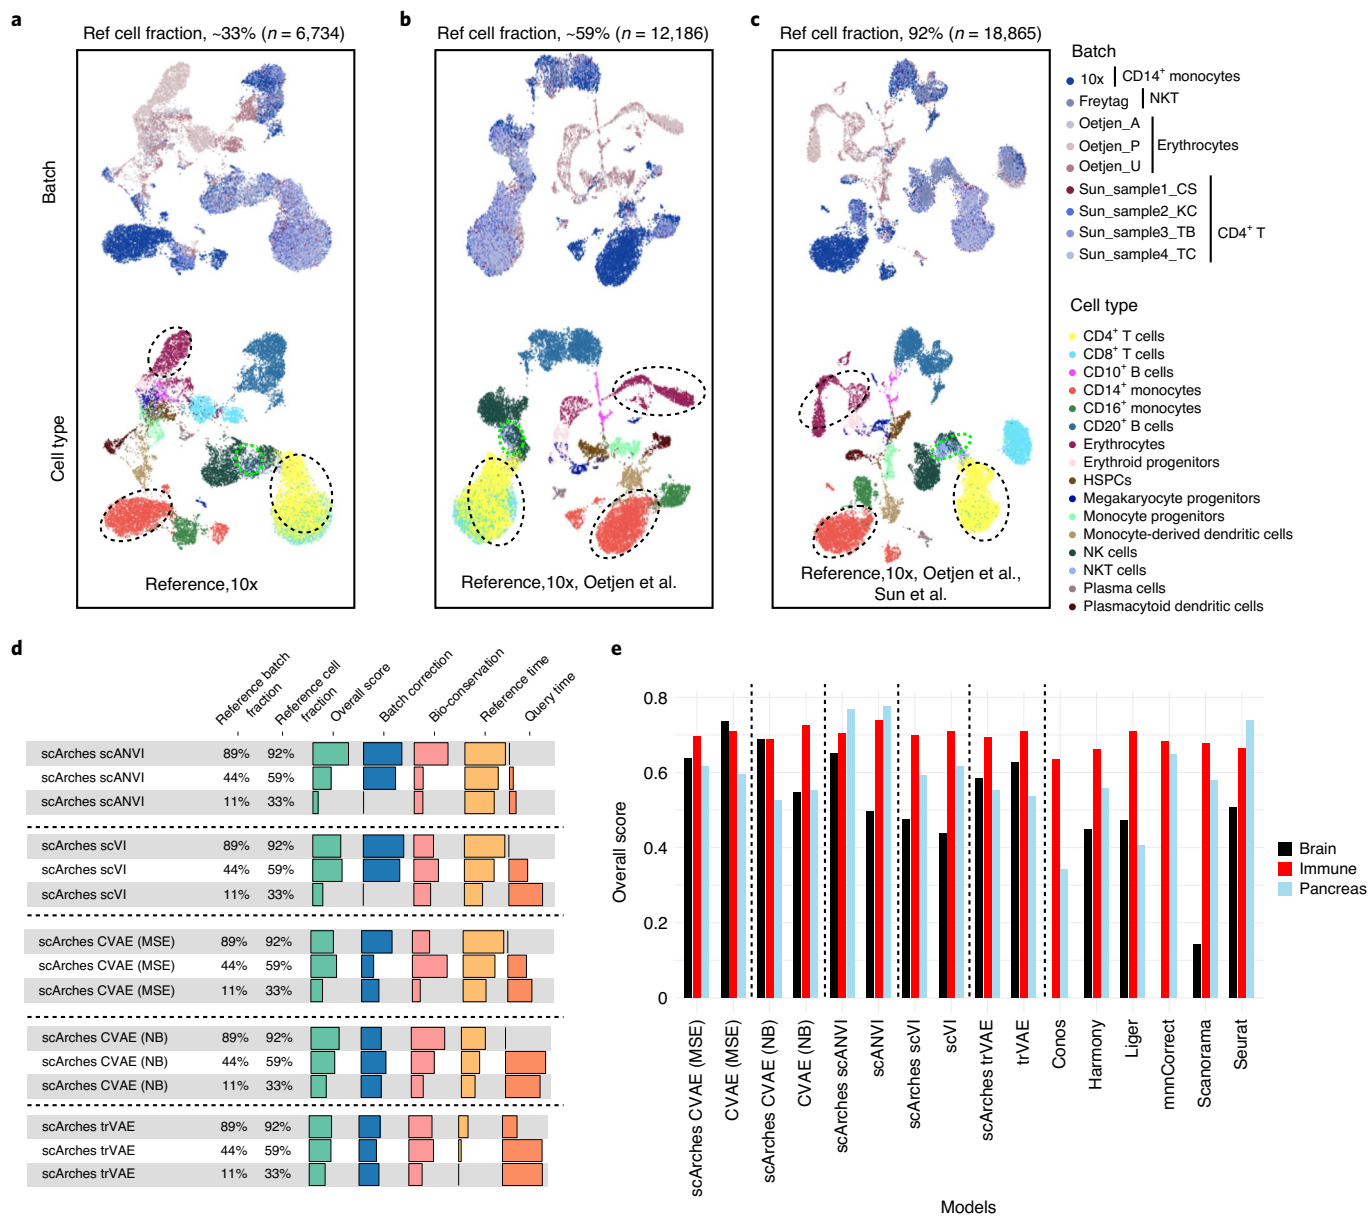 a
Ref cell fraction, ~33% (n = 6,734)
b
Ref cell fraction, ~59% (n = 12,186)
c
Ref cell fraction, 92% (n = 18,865)
Batch
Cell type
Reference,10x
Reference,10x, Oetjen et al.
Reference,10x, Oetjen et al.,
Sun et al.
Batch
10x
CD14+ monocytes
Freytag
NKT
Oetjen_A
Oetjen_P
Erythrocytes
Oetjen_U
Sun_sample1_CS
Sun_sample2_KC
Sun_sample3_TB
CD4+ T
Sun_sample4_TC
Cell type
CD4+ T cells
CD8+ T cells
CD10+ B cells
CD14+ monocytes
CD16+ monocytes
CD20+ B cells
Erythrocytes
Erythroid progenitors
HSPCs
Megakaryocyte progenitors
Monocyte progenitors
Monocyte-derived dendritic cells
NK cells
NKT cells
Plasma cells
Plasmacytoid dendritic cells
d
Reference batch
fraction
Reference cell
fraction
Overall score
Batch correction
Bio-conservation
Reference time
Query time
scArches scANVI 89% 92%
scArches scANVI 44% 59%
scArches scANVI 11% 33%
scArches scVI 89% 92%
scArches scVI 44% 59%
scArches scVI 11% 33%
scArches CVAE (MSE) 89% 92%
scArches CVAE (MSE) 44% 59%
scArches CVAE (MSE) 11% 33%
scArches CVAE (NB) 89% 92%
scArches CVAE (NB) 44% 59%
scArches CVAE (NB) 11% 33%
scArches trVAE 89% 92%
scArches trVAE 44% 59%
scArches trVAE 11% 33%
e
Overall score
0.8
0.6
0.4
0.2
0
scArches CVAE (MSE)
CVAE (MSE)
scArches CVAE (NB)
CVAE (NB)
scArches scANVI
scANVI
scArches scVI
scVI
scArches trVAE
trVAE
Conos
Harmony
Liger
mnnCorrect
Scanorama
Seurat
Models
Brain
Immune
Pancreas